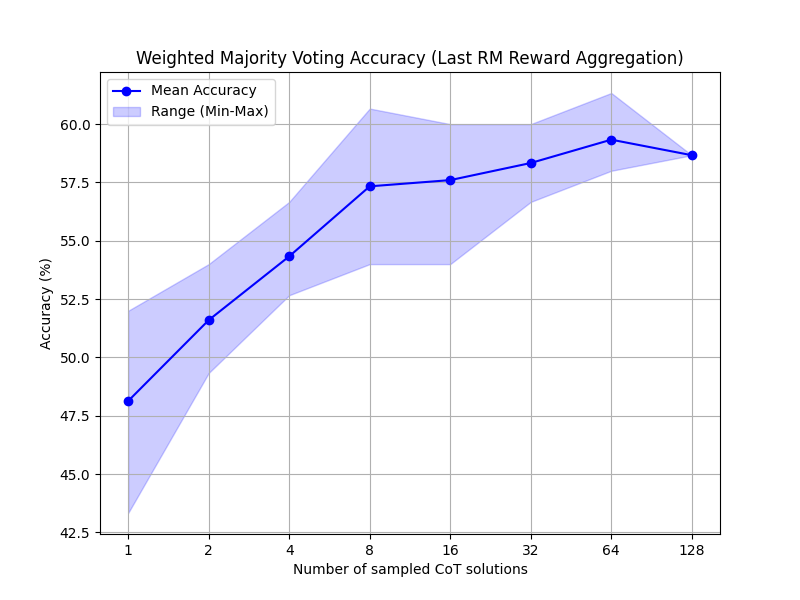 Weighted Majority Voting Accuracy (Last RM Reward Aggregation)
Mean Accuracy
Range (Min-Max)
60.0
57.5
55.0
52.5
50.0
47.5
45.0
42.5
Accuracy (%)
1 2 4 8 16 32 64 128
Number of sampled CoT solutions